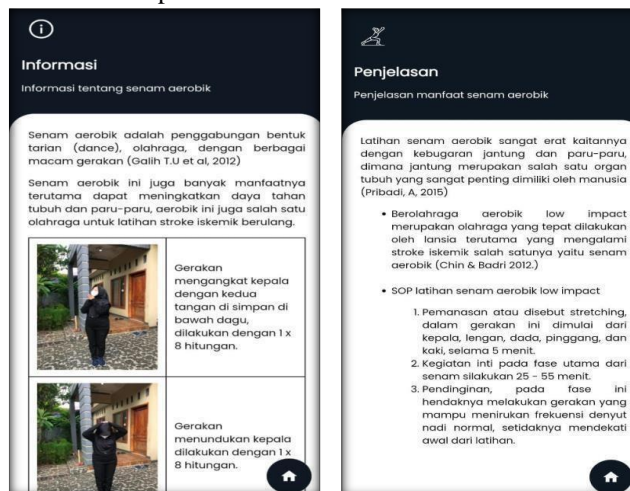 Informasi
Informasi tentang senam aerobik
Senam aerobik adalah penggabungan bentuk
tarian (dance), olahraga, dengan berbagai
macam gerakan (Galih T.U et al, 2012)
Senam aerobik ini juga banyak manfaatnya
terutama dapat meningkatkan daya tahan
tubuh dan paru-paru, aerobik ini juga salah satu
olahraga untuk latihan stroke iskemik berulang.
Gerakan
mengangkat kepala
dengan kedua
tangan di simpan di
bawah dagu,
dilakukan dengan 1 x
8 hitungan.
Gerakan
menundukan kepala
dilakukan dengan 1 x
8 hitungan.
Penjelasan
Penjelasan manfaat senam aerobik
Latihan senam aerobik sangat erat kaitannya
dengan kebugaran jantung dan paru-paru,
dimana jantung merupakan salah satu organ
tubuh yang sangat penting dimiliki oleh manusia
(Pribadi, A, 2015)
• Berolahraga aerobik low impact
merupakan olahraga yang tepat dilakukan
oleh lansia terutama yang mengalami
stroke iskemik salah satunya yaitu senam
aerobik (Chin & Badri 2012.)
• SOP latihan senam aerobik low impact
1. Pemanasan atau disebut stretching,
dalam gerakan ini dimulai dari
kepala, lengan, dada, pinggang, dan
kaki, selama 5 menit.
2. Kegiatan inti pada fase utama dari
senam silakukan 25 - 55 menit.
3. Pendinginan, pada fase ini
hendaknya melakukan gerakan yang
mampu menirukan frekuensi denyut
nadi normal, setidaknya mendekati
awal dari latihan.